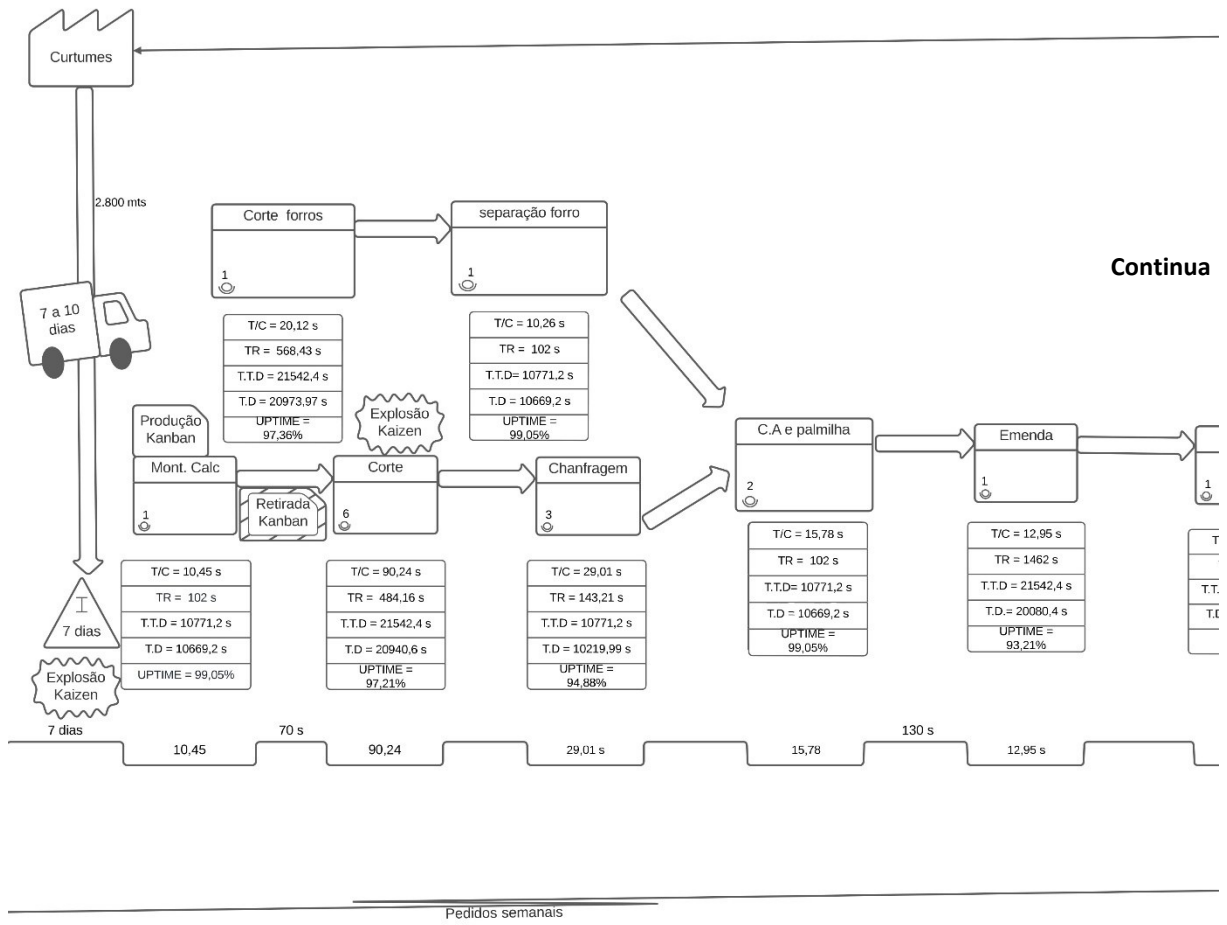 Curtumes
2.800 mts
7 a 10
dias
Corte forros
1
separação forro
1
Continua
T/C = 20,12 s
TR = 568,43 s
T.T.D = 21542,4 s
T.D = 20973,97 s
UPTIME =
97,36%
T/C = 10,26 s
TR = 102 s
T.T.D= 10771,2 s
T.D = 10669,2 s
UPTIME =
99,05%
Produção
Kanban
Explosão
Kaizen
Mont. Calc
1
Retirada
Kanban
Corte
6
Chanfragem
3
C.A e palmilha
2
Emenda
1
1
I
7 dias
Explosão
Kaizen
T/C = 10,45 s
TR = 102 s
T.T.D = 10771,2 s
T.D = 10669,2 s
UPTIME = 99,05%
T/C = 90,24 s
TR = 484,16 s
T.T.D = 21542,4 s
T.D = 20940,6 s
UPTIME =
97,21%
T/C = 29,01 s
TR = 143,21 s
T.T.D = 10771,2 s
T.D = 10219,99 s
UPTIME =
94,88%
T/C = 15,78 s
TR = 102 s
T.T.D= 10771,2 s
T.D = 10669,2 s
UPTIME =
99,05%
T/C = 12,95 s
TR = 1462 s
T.T.D = 21542,4 s
T.D.= 20080,4 s
UPTIME =
93,21%
T
T.T.
T.D
7 dias
10,45
70 s
90,24
29,01 s
15,78
130 s
12,95 s
Pedidos semanais